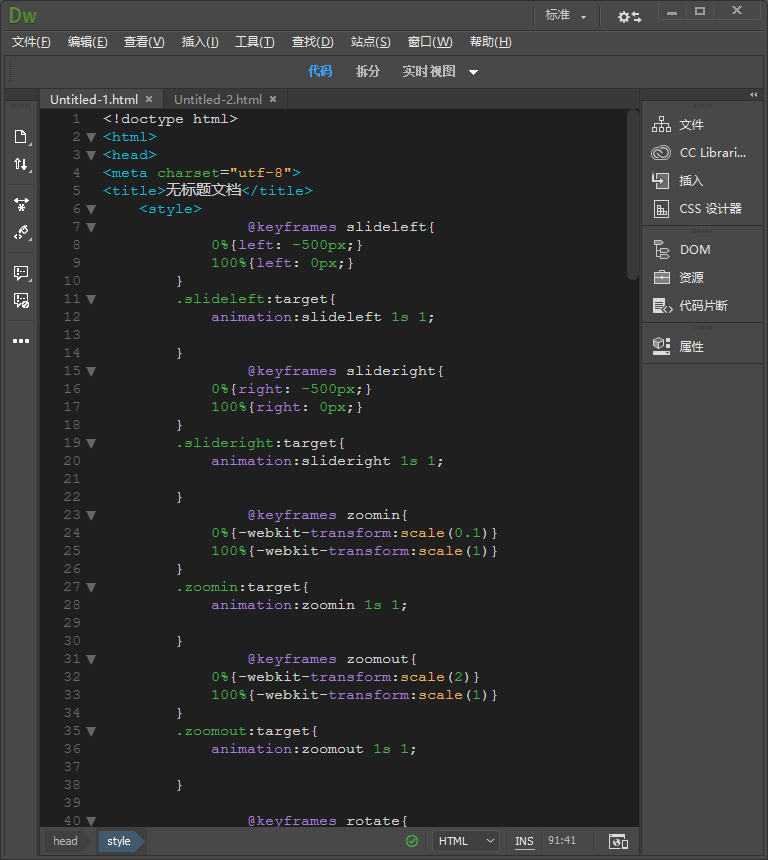 Dw
标准
文件(F) 编辑(E) 查看(V) 插入(I) 工具(T) 查找(D) 站点(S) 窗口(W) 帮助(H)
代码 拆分 实时视图
Untitled-1.html × Untitled-2.html ×
1 <!doctype html>
2 <html>
3 <head>
4 <meta charset="utf-8">
5 <title>无标题文档</title>
6 <style>
7 @keyframes slideleft{
8 0%{left: -500px;}
9 100%{left: 0px;}
10 }
11 .slideleft:target{
12 animation:slideleft 1s 1;
13
14 }
15 @keyframes slideright{
16 0%{right: -500px;}
17 100%{right: 0px;}
18 }
19 .slideright:target{
20 animation:slideright 1s 1;
21
22 }
23 @keyframes zoomin{
24 0%{-webkit-transform:scale(0.1)}
25 100%{-webkit-transform:scale(1)}
26 }
27 .zoomin:target{
28 animation:zoomin 1s 1;
29
30 }
31 @keyframes zoomout{
32 0%{-webkit-transform:scale(2)}
33 100%{-webkit-transform:scale(1)}
34 }
35 .zoomout:target{
36 animation:zoomout 1s 1;
37
38 }
39
40 @keyframes rotate{
文件
CC Librari...
插入
CSS 设计器
DOM
资源
代码片断
属性
head style HTML INS 91:41